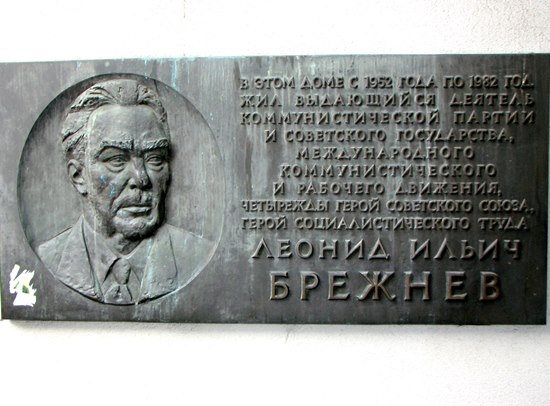 В ЭТОМ ДОМЕ С 1952 ГОДА ПО 1982 ГОД
ЖИЛ ВЫДАЮЩИЙСЯ ДЕЯТЕЛЬ
КОММУНИСТИЧЕСКОЙ ПАРТИИ
И СОВЕТСКОГО ГОСУДАРСТВА,
МЕЖДУНАРОДНОГО
КОММУНИСТИЧЕСКОГО
И РАБОЧЕГО ДВИЖЕНИЯ,
ЧЕТЫРЕЖДЫ ГЕРОЙ СОВЕТСКОГО СОЮЗА,
ГЕРОЙ СОЦИАЛИСТИЧЕСКОГО ТРУДА
ЛЕОНИД ИЛЬИЧ
БРЕЖНЕВ